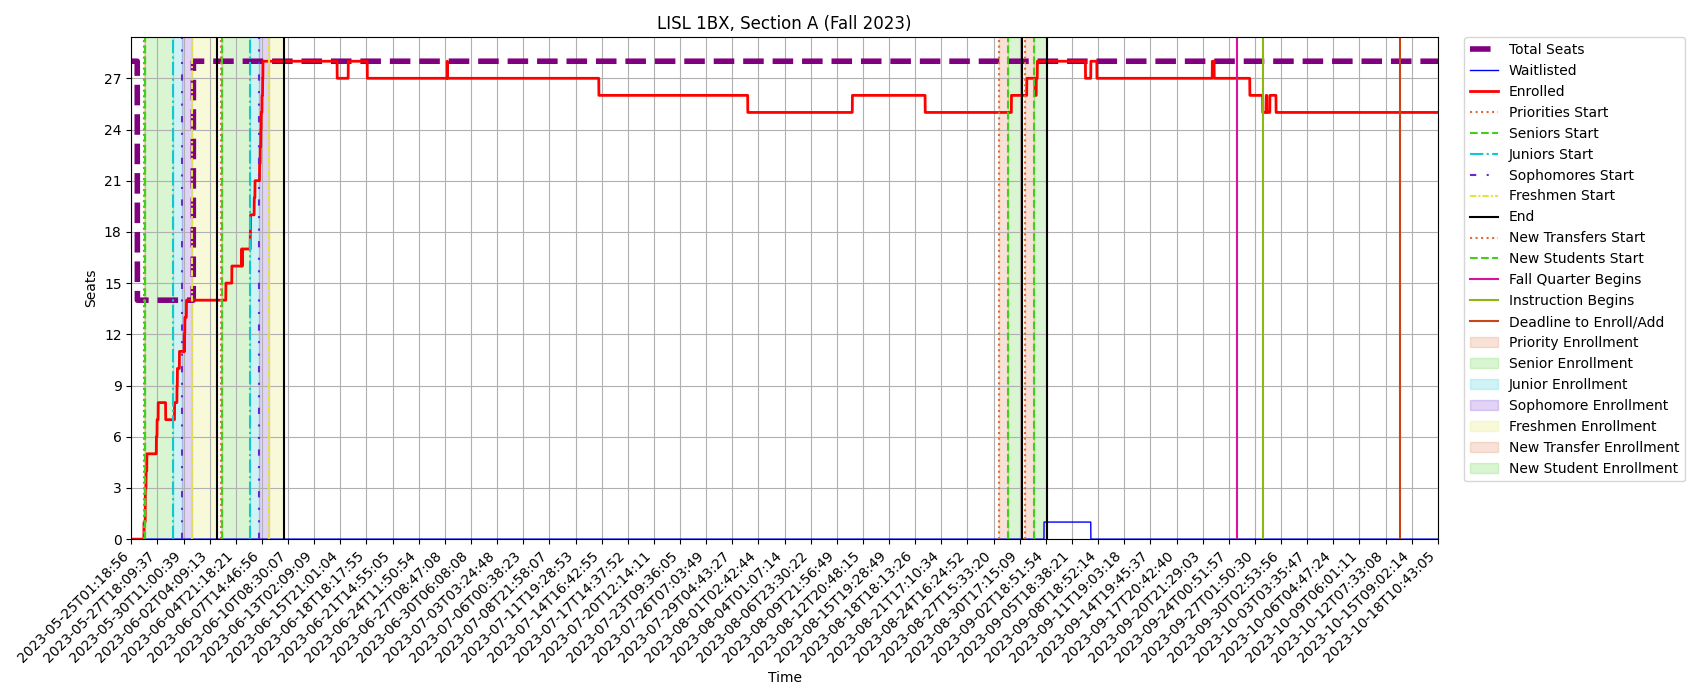 LISL 1BX, Section A (Fall 2023)
Seats
27
24
21
18
15
12
9
6
3
0
2023-05-25T01:18:56
2023-05-27T18:09:37
2023-05-30T11:00:39
2023-06-02T04:09:13
2023-06-04T21:18:21
2023-06-07T14:46:56
2023-06-10T08:30:07
2023-06-13T02:09:09
2023-06-15T21:01:04
2023-06-18T18:17:55
2023-06-21T14:55:05
2023-06-24T11:50:54
2023-06-27T08:47:08
2023-06-30T06:08:08
2023-07-03T03:24:48
2023-07-06T00:38:23
2023-07-08T21:58:07
2023-07-11T19:28:53
2023-07-14T16:42:55
2023-07-17T14:37:52
2023-07-20T12:14:11
2023-07-23T09:36:05
2023-07-26T07:03:49
2023-07-29T04:43:27
2023-08-01T02:42:44
2023-08-04T01:07:14
2023-08-06T23:30:22
2023-08-09T21:56:49
2023-08-12T20:48:15
2023-08-15T19:28:49
2023-08-18T18:13:26
2023-08-21T17:10:34
2023-08-24T16:24:52
2023-08-27T15:33:20
2023-08-30T17:15:09
2023-09-02T18:51:54
2023-09-05T18:38:21
2023-09-08T18:52:14
2023-09-11T19:03:18
2023-09-14T19:45:37
2023-09-17T20:42:40
2023-09-20T21:29:03
2023-09-24T00:51:57
2023-09-27T01:50:30
2023-09-30T02:53:56
2023-10-03T03:35:47
2023-10-06T04:47:24
2023-10-09T06:01:11
2023-10-12T07:33:08
2023-10-15T09:02:14
2023-10-18T10:43:05
Time
Total Seats
Waitlisted
Enrolled
Priorities Start
Seniors Start
Juniors Start
Sophomores Start
Freshmen Start
End
New Transfers Start
New Students Start
Fall Quarter Begins
Instruction Begins
Deadline to Enroll/Add
Priority Enrollment
Senior Enrollment
Junior Enrollment
Sophomore Enrollment
Freshmen Enrollment
New Transfer Enrollment
New Student Enrollment